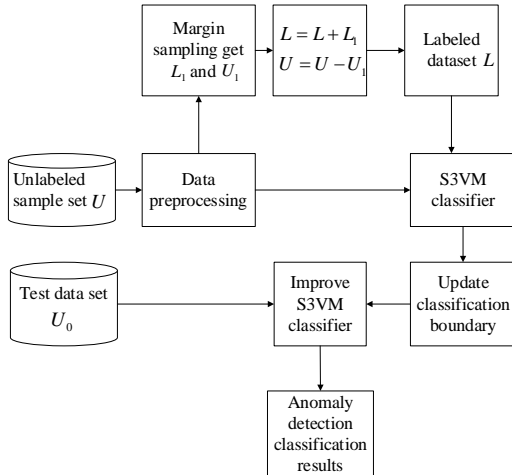 Margin
sampling get
L₁ and U₁
L = L + L₁
U = U − U₁
Labeled
dataset L
Unlabeled
sample set U
Data
preprocessing
S3VM
classifier
Test data set
U₀
Improve
S3VM
classifier
Update
classification
boundary
Anomaly
detection
classification
results